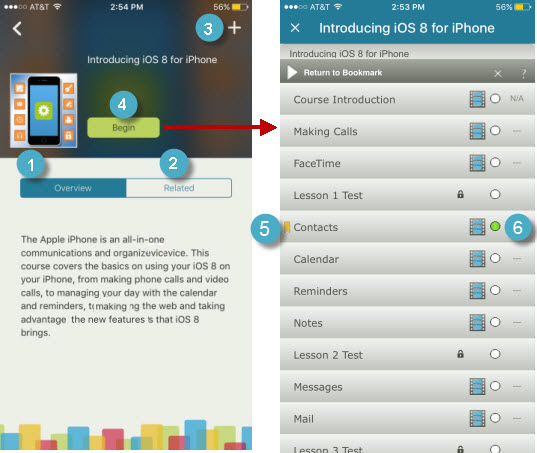 AT&T 2:54 PM 56%
3
+
Introducing iOS 8 for iPhone
4
Begin
1
2
Overview Related
The Apple iPhone is an all-in-one
communications and organizevicevice. This
course covers the basics on using your iOS 8 on
your iPhone, from making phone calls and video
calls, to managing your day with the calendar
and reminders, making the web and taking
advantage the new features is that iOS 8
brings.
AT&T 2:53 PM 56%
× Introducing iOS 8 for iPhone
Introducing iOS 8 for iPhone
Return to Bookmark × ?
Course Introduction N/A
Making Calls ---
FaceTime ---
Lesson 1 Test
5
Contacts
6
Calendar ---
Reminders ---
Notes ---
Lesson 2 Test
Messages ---
Mail ---
Lesson 3 Test